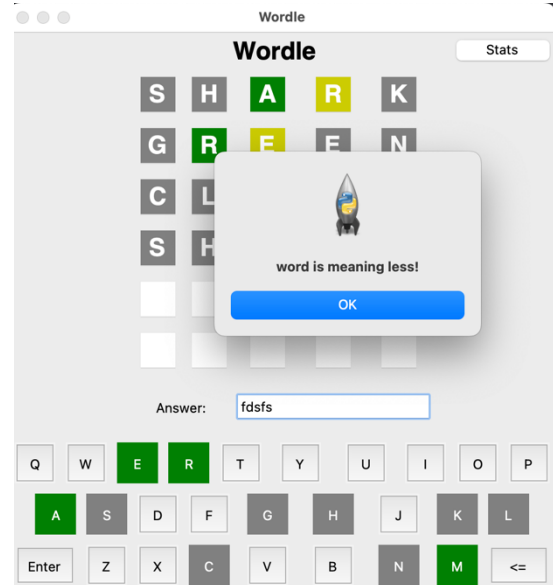 Wordle
Wordle
Stats
S H A R K
G R E E N
C L
S H
word is meaning less!
OK
Answer: fdsfs
Q W E R T Y U I O P
A S D F G H J K L
Enter Z X C V B N M <=